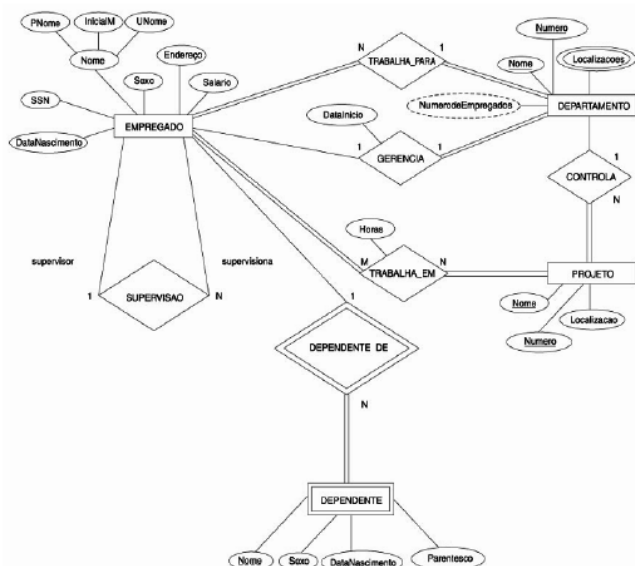 PNome
InicialM
UNome
Nome
Sexo
Endereço
Salario
SSN
DataNascimento
EMPREGADO
N
TRABALHA_PARA
1
Numero
Nome
Localizacoes
NumerodeEmpregados
DEPARTAMENTO
DataInicio
1
GERENCIA
1
1
CONTROLA
N
supervisor
supervisiona
1
SUPERVISAO
N
Horas
M
TRABALHA_EM
N
PROJETO
Nome
Numero
Localizacao
1
DEPENDENTE DE
N
DEPENDENTE
Nome
Sexo
DataNascimento
Parentesco